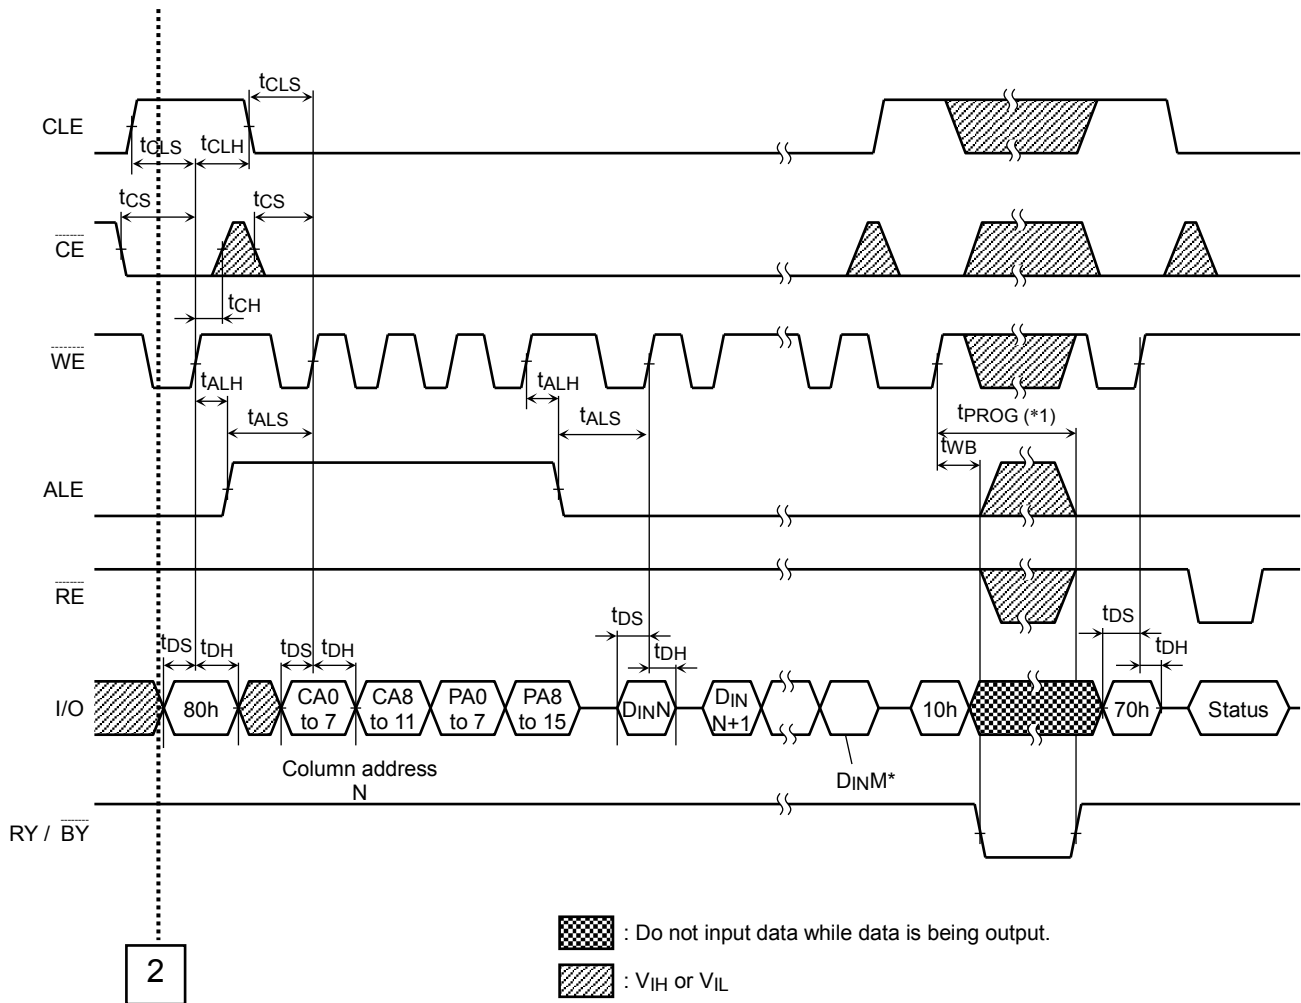 tCLS
CLE
tCLS tCLH
tCS tCS
CE
tCH
WE
tALH tALH
tALS tALS tPROG (*1)
tWB
ALE
RE
tDS tDH tDS tDH tDS tDH tDS tDH
I/O 80h CA0 to 7 CA8 to 11 PA0 to 7 PA8 to 15 DINN DIN N+1 10h 70h Status
Column address
N
DINM*
RY / BY
: Do not input data while data is being output.
2
: VIH or VIL